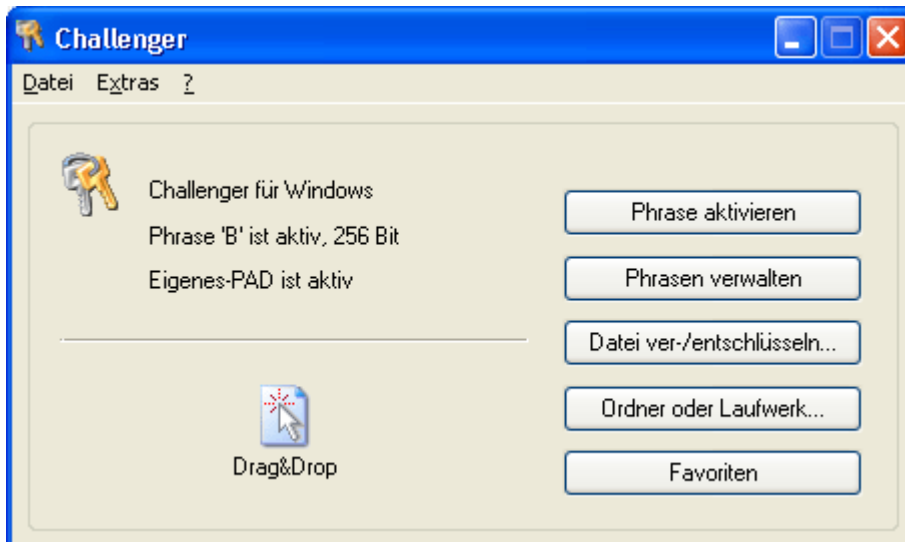 Challenger
Datei Extras ?
Challenger für Windows
Phrase 'B' ist aktiv, 256 Bit
Eigenes-PAD ist aktiv
Drag&Drop
Phrase aktivieren
Phrasen verwalten
Datei ver-/entschlüsseln...
Ordner oder Laufwerk...
Favoriten